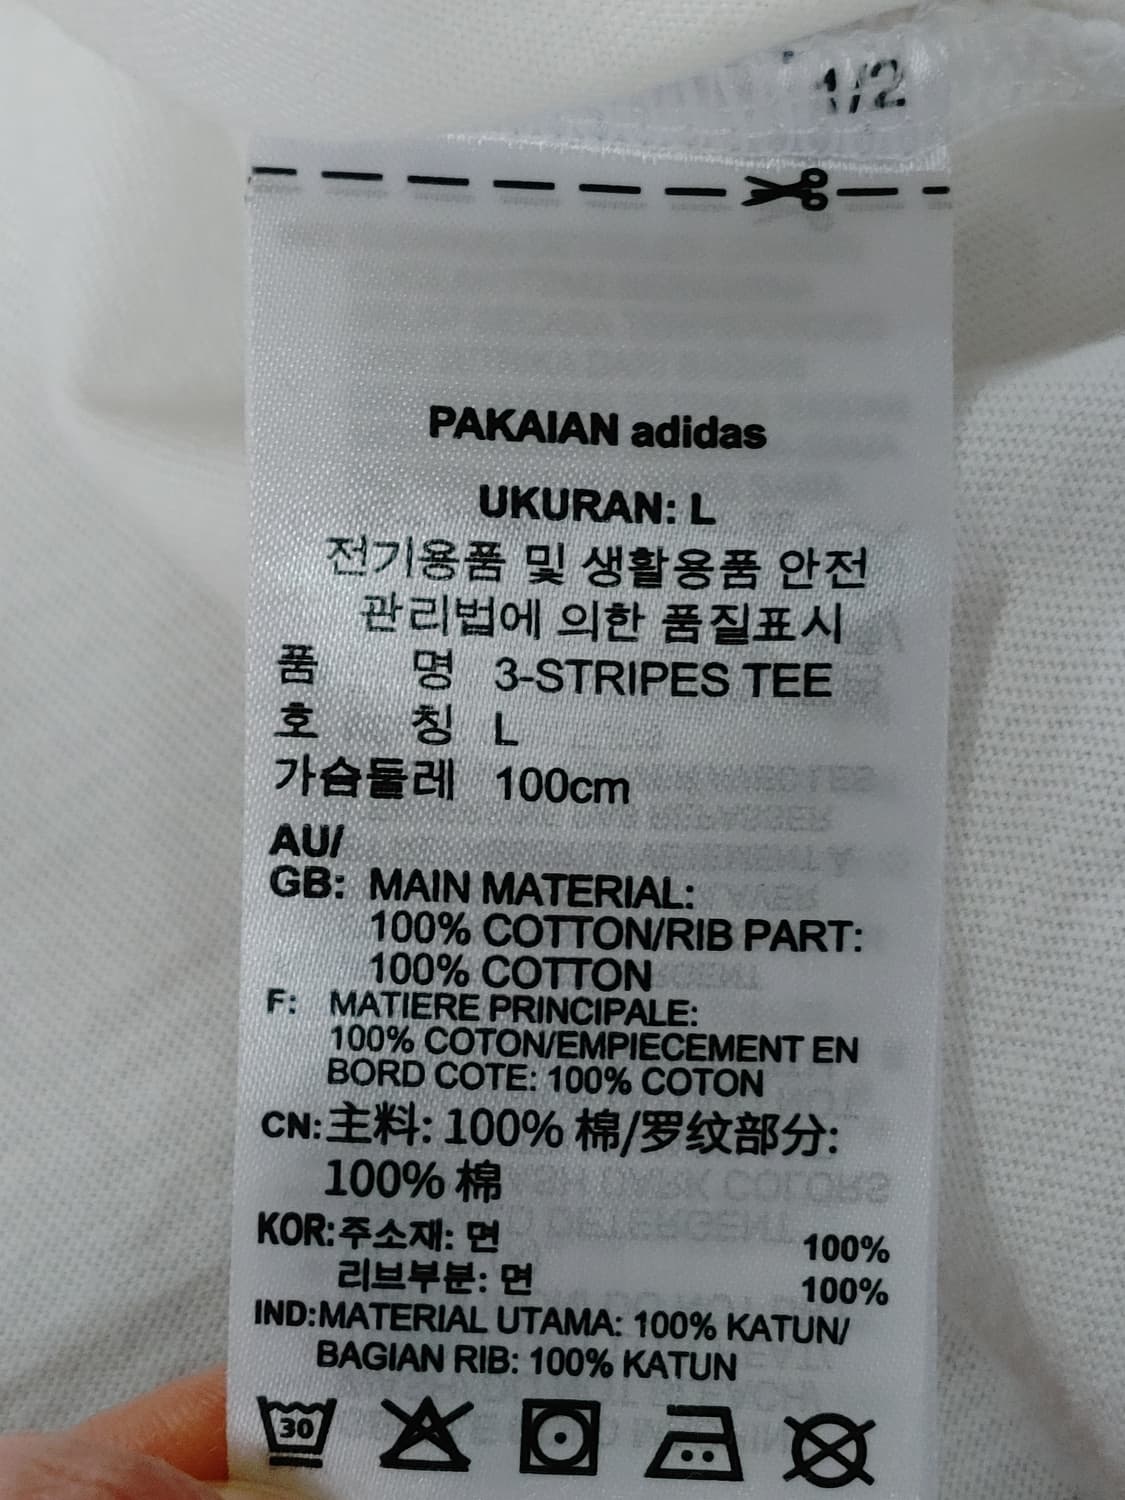 1/2
PAKAIAN adidas
UKURAN: L
전기용품 및 생활용품 안전
관리법에 의한 품질표시
품 명 3-STRIPES TEE
호 칭 L
가슴둘레 100cm
AU/
GB: MAIN MATERIAL:
100% COTTON/RIB PART:
100% COTTON
F: MATIERE PRINCIPALE:
100% COTON/EMPIECEMENT EN
BORD COTE: 100% COTON
CN: 主料: 100% 棉/罗纹部分:
100% 棉
KOR: 주소재: 면 100%
리브부분: 면 100%
IND: MATERIAL UTAMA: 100% KATUN/
BAGIAN RIB: 100% KATUN
30